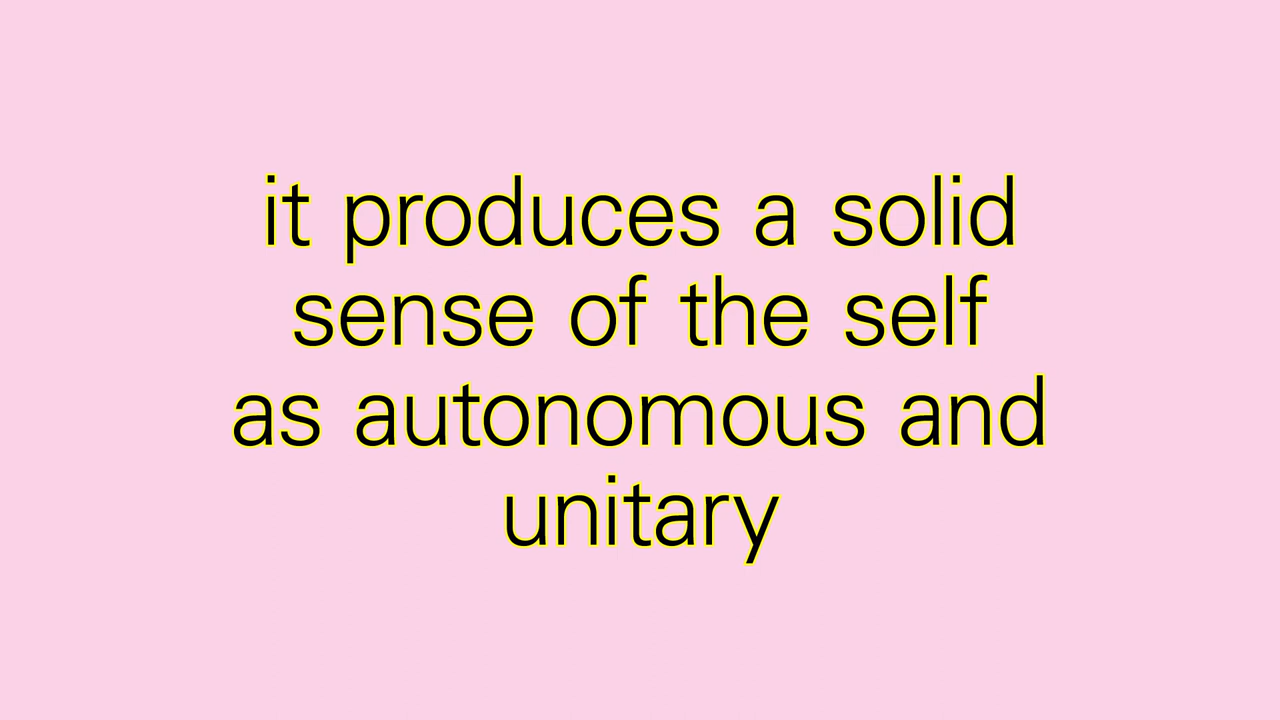 it produces a solid
sense of the self
as autonomous and
unitary